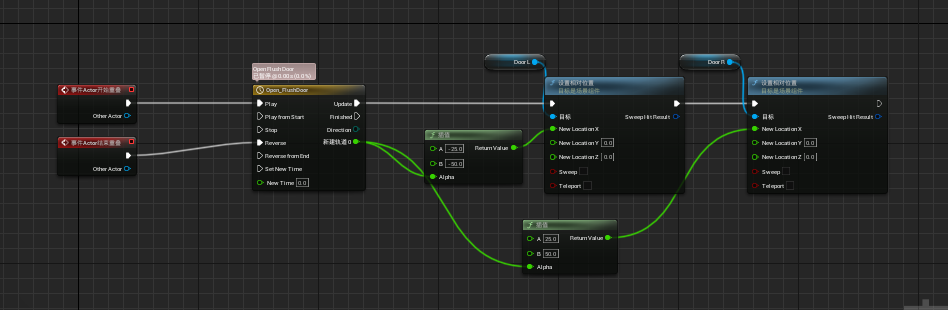 事件Actor开始重叠
Other Actor
事件Actor结束重叠
Other Actor
OpenFlushDoor
已暂停 @ 0.00 s (0.0 %)
Open_FlushDoor
Play
Update
Play from Start
Finished
Stop
Direction
Reverse
新建轨道0
Reverse from End
Set New Time
New Time 0.0
插值
A -25.0
Return Value
B -50.0
Alpha
Door L
设置相对位置
目标是场景组件
目标
Sweep Hit Result
New Location X
New Location Y 0.0
New Location Z 0.0
Sweep
Teleport
插值
A 25.0
Return Value
B 50.0
Alpha
Door R
设置相对位置
目标是场景组件
目标
Sweep Hit Result
New Location X
New Location Y 0.0
New Location Z 0.0
Sweep
Teleport